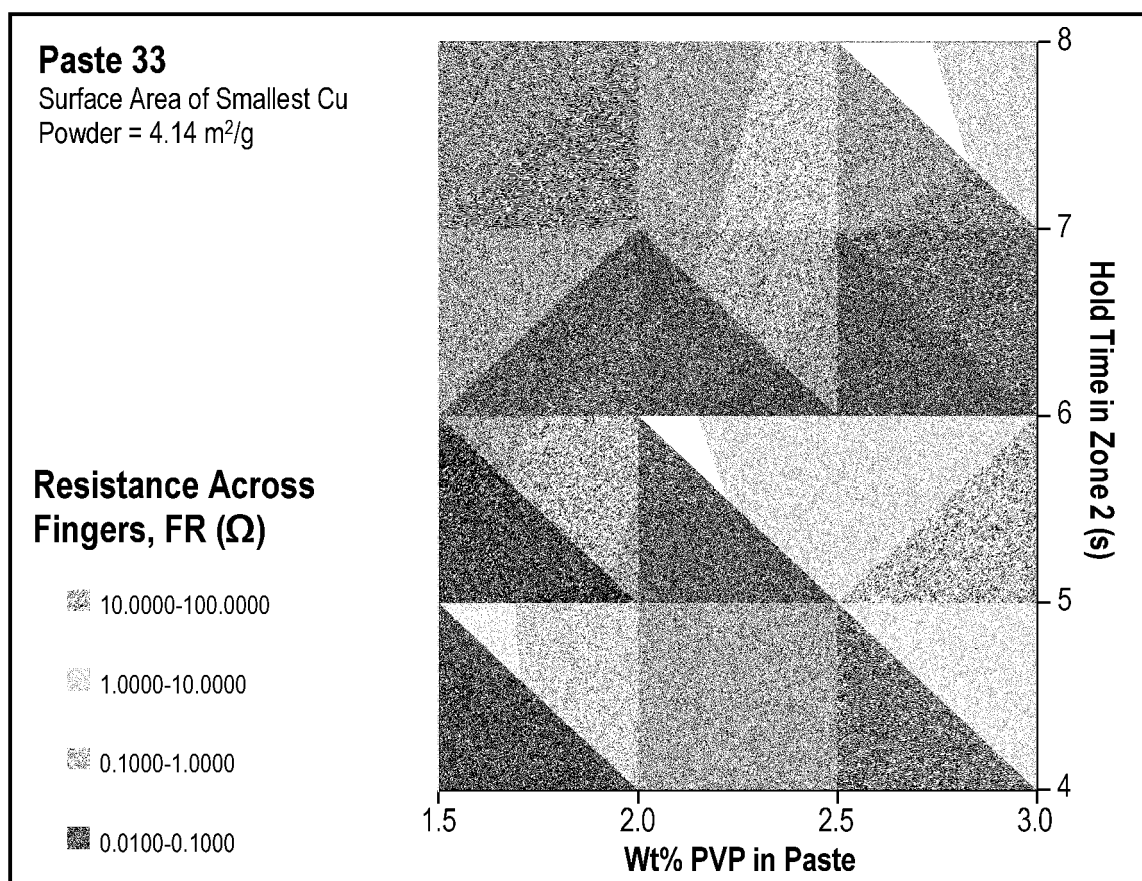 Paste 33
Surface Area of Smallest Cu
Powder = 4.14 m²/g
Resistance Across
Fingers, FR (Ω)
10.0000-100.0000
1.0000-10.0000
0.1000-1.0000
0.0100-0.1000
8
7
6
5
4
Hold Time in Zone 2 (s)
1.5 2.0 2.5 3.0
Wt% PVP in Paste